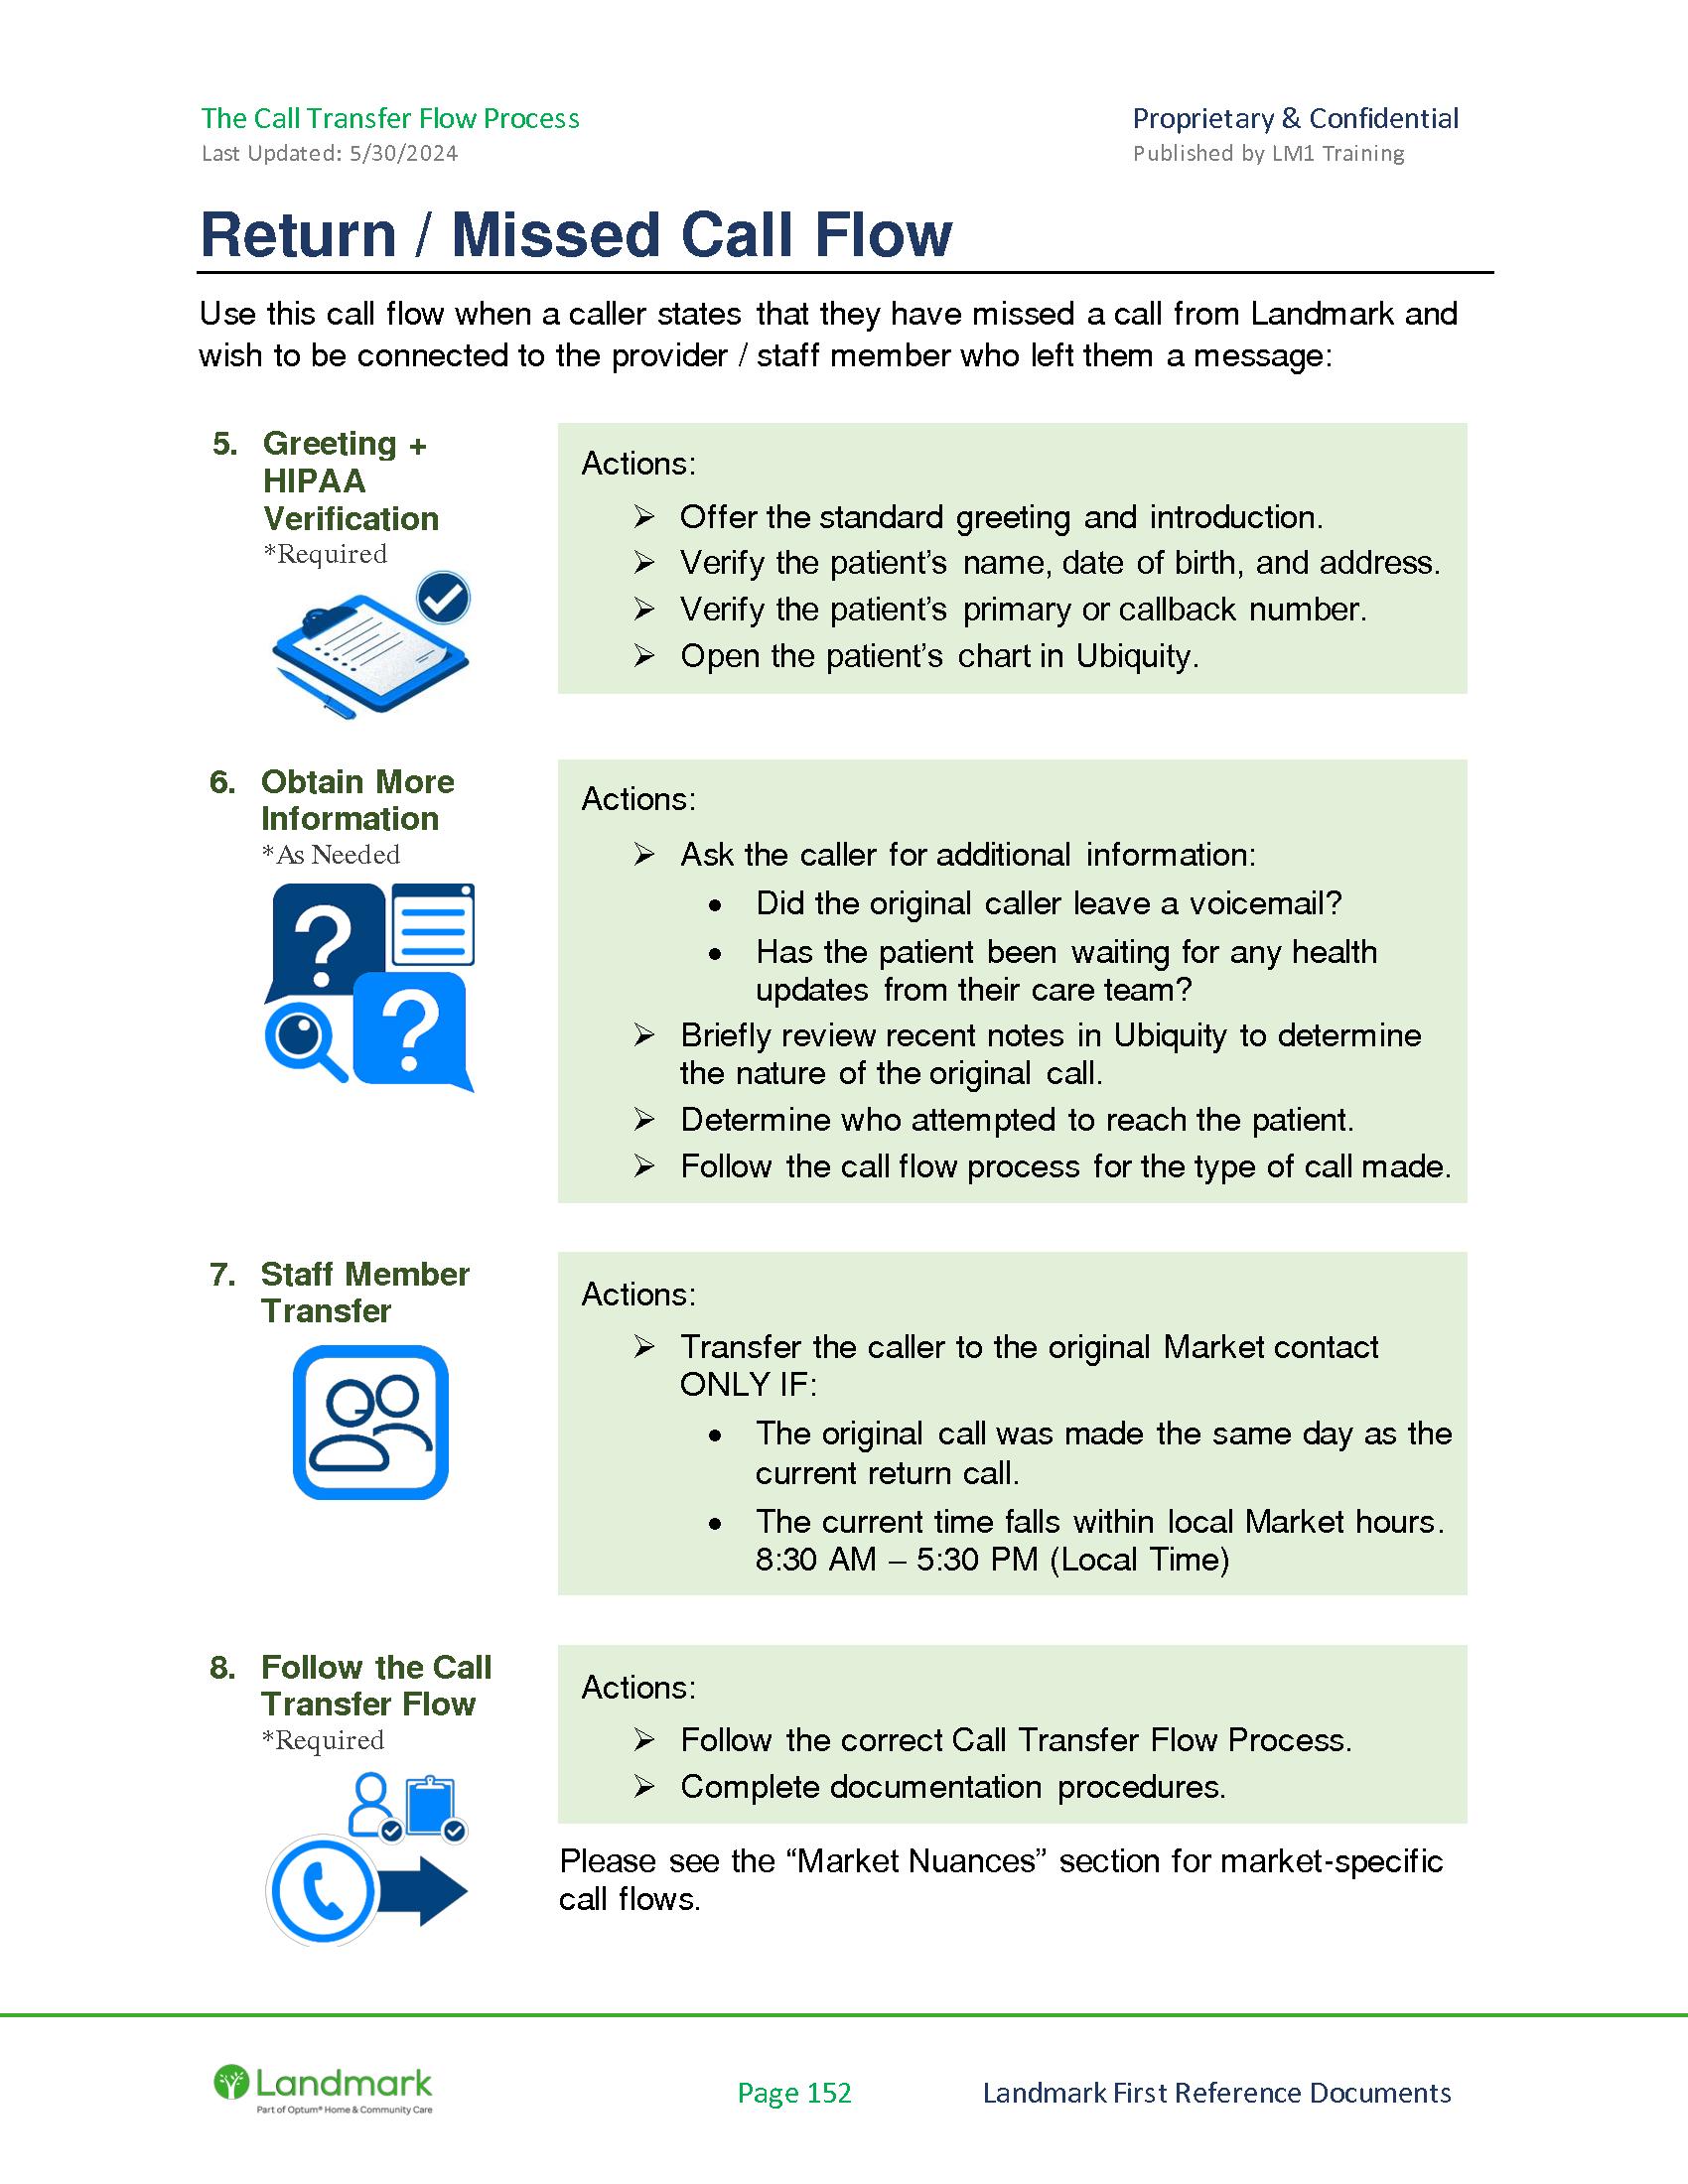 The Call Transfer Flow Process
Proprietary & Confidential
Last Updated: 5/30/2024
Published by LM1 Training
Return / Missed Call Flow
Use this call flow when a caller states that they have missed a call from Landmark and
wish to be connected to the provider / staff member who left them a message:
5. Greeting +
HIPAA
Verification
*Required
Actions:
➢ Offer the standard greeting and introduction.
➢ Verify the patient’s name, date of birth, and address.
➢ Verify the patient’s primary or callback number.
➢ Open the patient’s chart in Ubiquity.
6. Obtain More
Information
*As Needed
? 
?
Actions:
➢ Ask the caller for additional information:
• Did the original caller leave a voicemail?
• Has the patient been waiting for any health
updates from their care team?
➢ Briefly review recent notes in Ubiquity to determine
the nature of the original call.
➢ Determine who attempted to reach the patient.
➢ Follow the call flow process for the type of call made.
7. Staff Member
Transfer
Actions:
➢ Transfer the caller to the original Market contact
ONLY IF:
• The original call was made the same day as the
current return call.
• The current time falls within local Market hours.
8:30 AM – 5:30 PM (Local Time)
8. Follow the Call
Transfer Flow
*Required
Actions:
➢ Follow the correct Call Transfer Flow Process.
➢ Complete documentation procedures.
Please see the “Market Nuances” section for market-specific
call flows.
Landmark
Part of Optum® Home & Community Care
Page 152
Landmark First Reference Documents